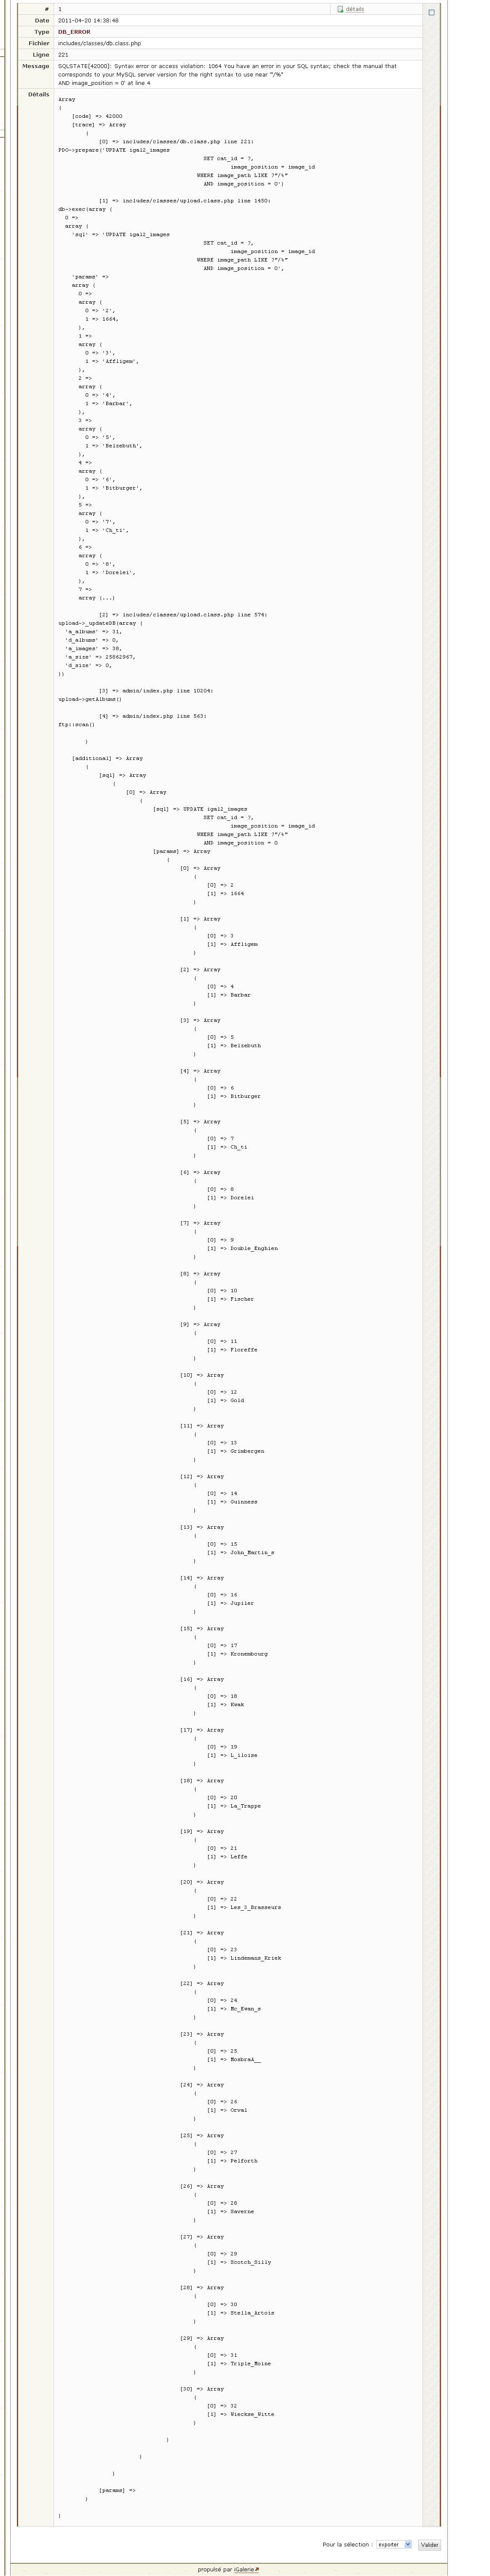 # 1 détails
Date 2011-04-20 14:38:48
Type DB_ERROR
Fichier includes/classes/db.class.php
Ligne 221
Message SQLSTATE[42000]: Syntax error or access violation: 1064 You have an error in your SQL syntax; check the manual that
corresponds to your MySQL server version for the right syntax to use near '"/%"
AND image_position = 0' at line 4
Détails
Array
(
[code] => 42000
[trace] => Array
(
[0] => includes/classes/db.class.php line 221:
PDO->prepare('UPDATE igal2_images
SET cat_id = ?,
image_position = image_id
WHERE image_path LIKE ?"/%"
AND image_position = 0')
[1] => includes/classes/upload.class.php line 1450:
db->exec(array (
0 =>
array (
'sql' => 'UPDATE igal2_images
SET cat_id = ?,
image_position = image_id
WHERE image_path LIKE ?"/%"
AND image_position = 0',
'params' =>
array (
0 =>
array (
0 => '2',
1 => 1664,
),
1 =>
array (
0 => '3',
1 => 'Affligem',
),
2 =>
array (
0 => '4',
1 => 'Barbar',
),
3 =>
array (
0 => '5',
1 => 'Belzebuth',
),
4 =>
array (
0 => '6',
1 => 'Bitburger',
),
5 =>
array (
0 => '7',
1 => 'Ch_ti',
),
6 =>
array (
0 => '8',
1 => 'Dorelei',
),
7 =>
array (...)
[2] => includes/classes/upload.class.php line 574:
upload->_updateDB(array (
'a_albums' => 31,
'd_albums' => 0,
'a_images' => 38,
'a_size' => 25862967,
'd_size' => 0,
))
[3] => admin/index.php line 10204:
upload->getAlbums()
[4] => admin/index.php line 563:
ftp::scan()
)
[additional] => Array
(
[sql] => Array
(
[0] => Array
(
[sql] => UPDATE igal2_images
SET cat_id = ?,
image_position = image_id
WHERE image_path LIKE ?"/%"
AND image_position = 0
[params] => Array
(
[0] => Array
(
[0] => 2
[1] => 1664
)
[1] => Array
(
[0] => 3
[1] => Affligem
)
[2] => Array
(
[0] => 4
[1] => Barbar
)
[3] => Array
(
[0] => 5
[1] => Belzebuth
)
[4] => Array
(
[0] => 6
[1] => Bitburger
)
[5] => Array
(
[0] => 7
[1] => Ch_ti
)
[6] => Array
(
[0] => 8
[1] => Dorelei
)
[7] => Array
(
[0] => 9
[1] => Double_Enghien
)
[8] => Array
(
[0] => 10
[1] => Fischer
)
[9] => Array
(
[0] => 11
[1] => Floreffe
)
[10] => Array
(
[0] => 12
[1] => Gold
)
[11] => Array
(
[0] => 13
[1] => Grimbergen
)
[12] => Array
(
[0] => 14
[1] => Guinness
)
[13] => Array
(
[0] => 15
[1] => John_Martin_s
)
[14] => Array
(
[0] => 16
[1] => Jupiler
)
[15] => Array
(
[0] => 17
[1] => Kronembourg
)
[16] => Array
(
[0] => 18
[1] => Kwak
)
[17] => Array
(
[0] => 19
[1] => L_iloise
)
[18] => Array
(
[0] => 20
[1] => La_Trappe
)
[19] => Array
(
[0] => 21
[1] => Leffe
)
[20] => Array
(
[0] => 22
[1] => Les_3_Brasseurs
)
[21] => Array
(
[0] => 23
[1] => Lindemans_Kriek
)
[22] => Array
(
[0] => 24
[1] => Mc_Ewan_s
)
[23] => Array
(
[0] => 25
[1] => MosbraÃ__
)
[24] => Array
(
[0] => 26
[1] => Orval
)
[25] => Array
(
[0] => 27
[1] => Pelforth
)
[26] => Array
(
[0] => 28
[1] => Saverne
)
[27] => Array
(
[0] => 29
[1] => Scotch_Silly
)
[28] => Array
(
[0] => 30
[1] => Stella_Artois
)
[29] => Array
(
[0] => 31
[1] => Triple_Moine
)
[30] => Array
(
[0] => 32
[1] => Wieckse_Witte
)
)
)
)
[params] =>
)
)
Pour la sélection : exporter Valider
propulsé par iGalerie